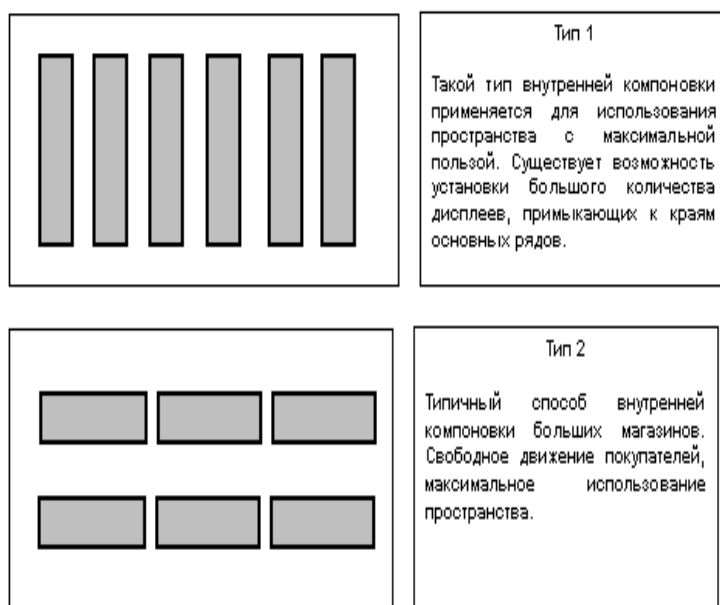 Тип 1
Такой тип внутренней компоновки
применяется для использования
пространства с максимальной
пользой. Существует возможность
установки большого количества
дисплеев, примыкающих к краям
основных рядов.
Тип 2
Типичный способ внутренней
компоновки больших магазинов.
Свободное движение покупателей,
максимальное использование
пространства.